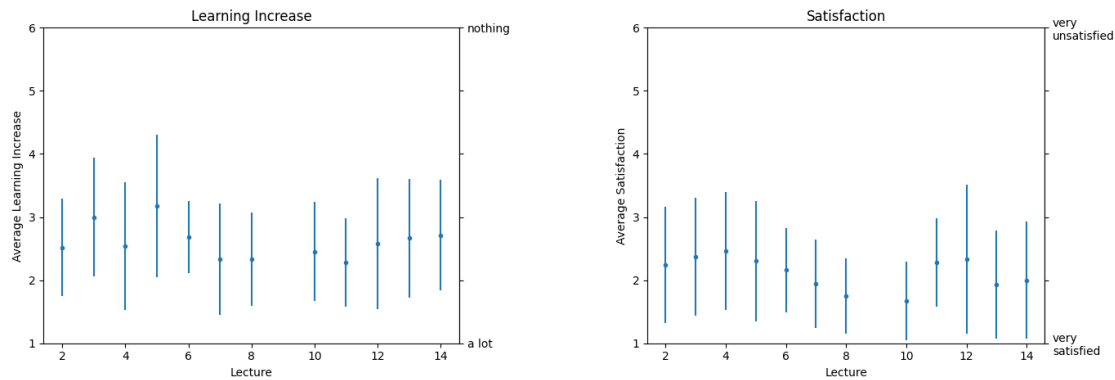 Learning Increase
6
5
4
3
2
1
Average Learning Increase
nothing
a lot
2
4
6
8
10
12
14
Lecture
Satisfaction
6
5
4
3
2
1
Average Satisfaction
very
unsatisfied
very
satisfied
2
4
6
8
10
12
14
Lecture